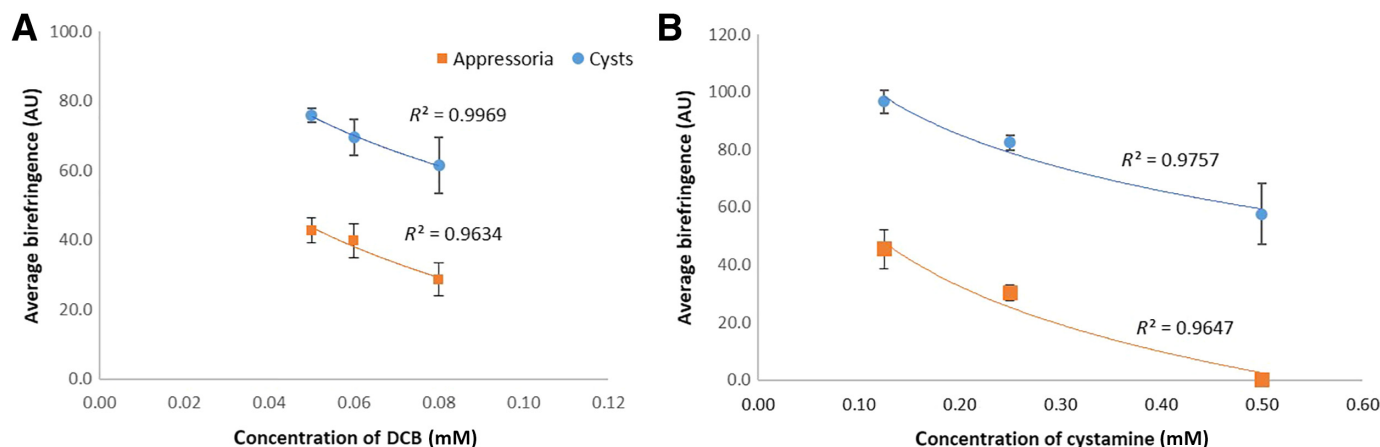 A
100.0
80.0
60.0
40.0
20.0
0.0
Average birefringence (AU)
Appressoria Cysts
R² = 0.9969
R² = 0.9634
0.00 0.02 0.04 0.06 0.08 0.10 0.12
Concentration of DCB (mM)
B
120.0
100.0
80.0
60.0
40.0
20.0
0.0
Average birefringence (AU)
R² = 0.9757
R² = 0.9647
0.00 0.10 0.20 0.30 0.40 0.50 0.60
Concentration of cystamine (mM)